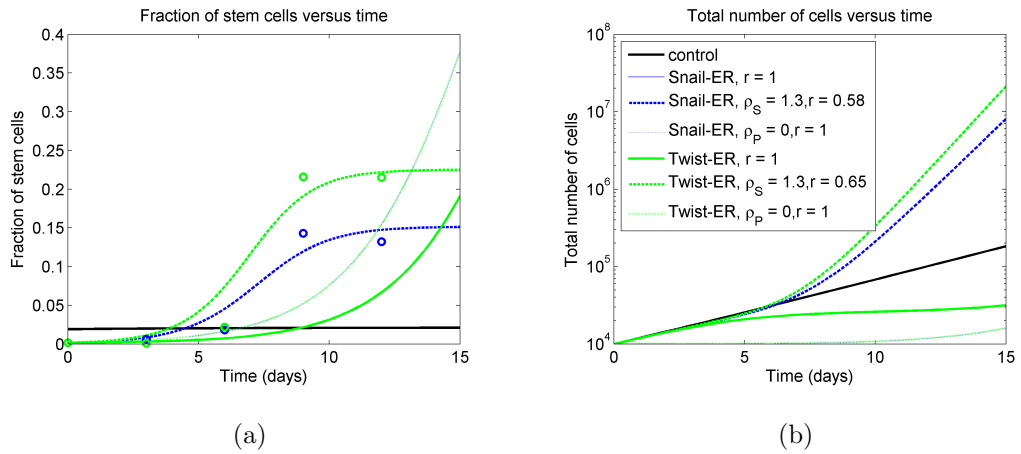 Fraction of stem cells versus time
0.4
0.35
0.3
0.25
0.2
0.15
0.1
0.05
0
Fraction of stem cells
0 5 10 15
Time (days)
(a)
Total number of cells versus time
10^8
10^7
10^6
10^5
10^4
Total number of cells
control
Snail-ER, r = 1
Snail-ER, ρ_S = 1.3,r = 0.58
Snail-ER, ρ_P = 0,r = 1
Twist-ER, r = 1
Twist-ER, ρ_S = 1.3,r = 0.65
Twist-ER, ρ_P = 0,r = 1
0 5 10 15
Time (days)
(b)